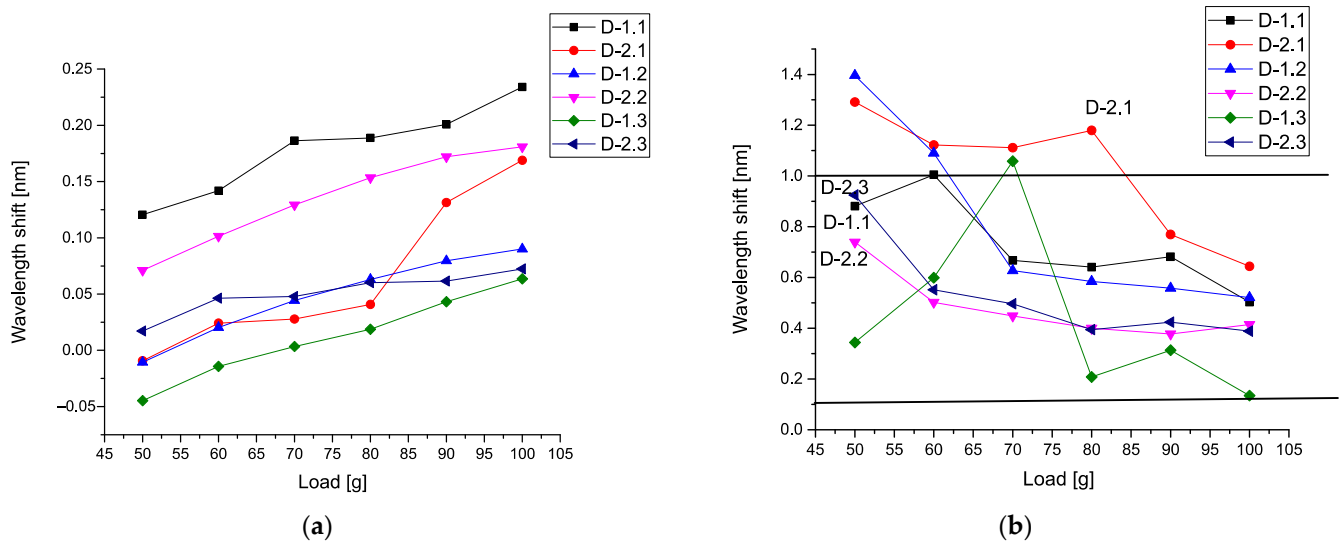 D-1.1
D-2.1
D-1.2
D-2.2
D-1.3
D-2.3
0.25
0.20
0.15
0.10
0.05
0.00
–0.05
Wavelength shift [nm]
45 50 55 60 65 70 75 80 85 90 95 100 105
Load [g]
(a)
D-1.1
D-2.1
D-1.2
D-2.2
D-1.3
D-2.3
1.4
1.2
1.0
0.8
0.6
0.4
0.2
0.0
Wavelength shift [nm]
D-2.1
D-2.3
D-1.1
D-2.2
45 50 55 60 65 70 75 80 85 90 95 100 105
Load [g]
(b)